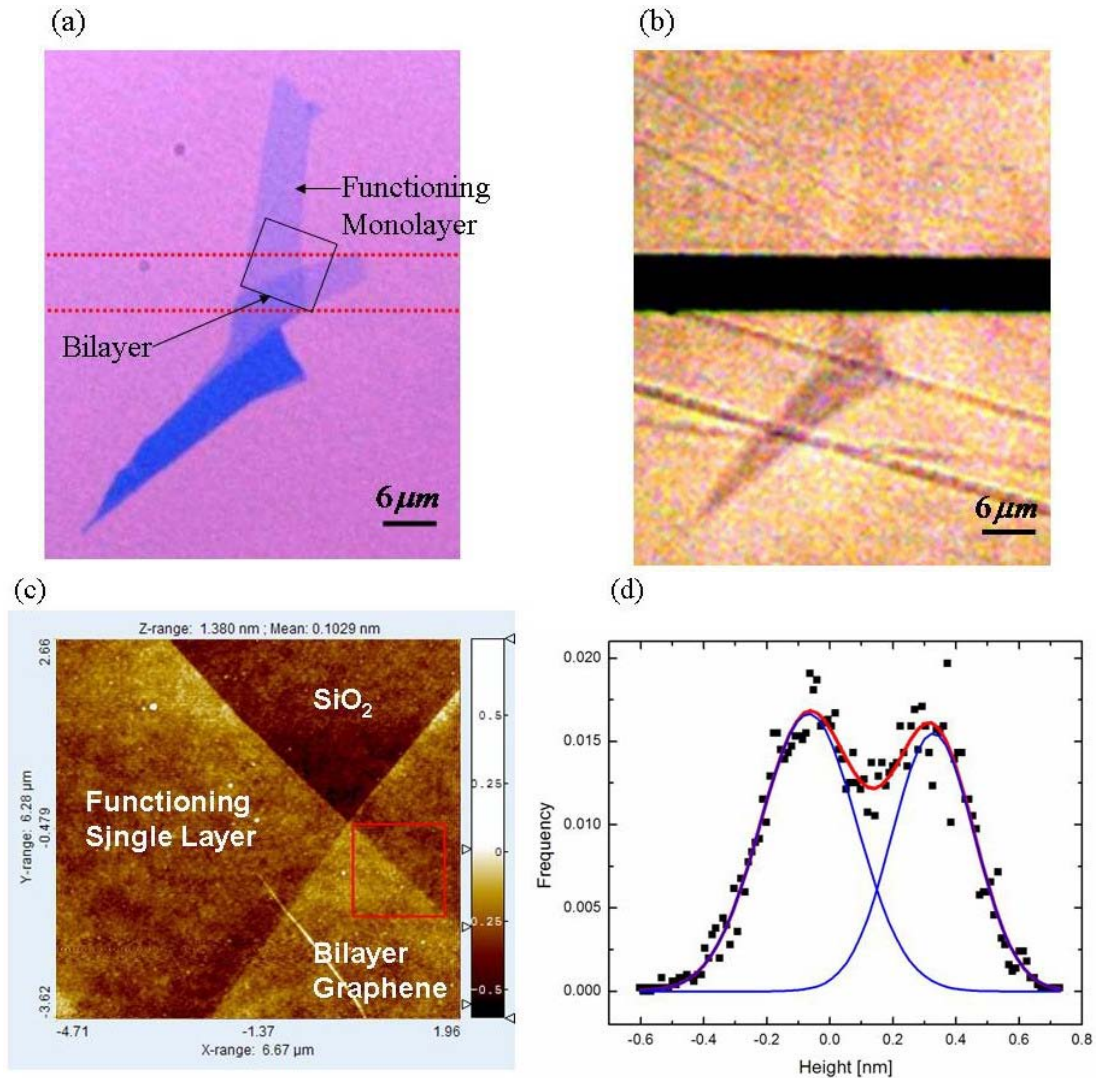 (a)
(b)
Functioning
Monolayer
Bilayer
6 μm
6 μm
(c)
(d)
Z-range: 1.380 nm ; Mean: 0.1029 nm
2.66
-0.479
-3.62
Y-range: 6.28 μm
SiO2
Functioning
Single Layer
Bilayer
Graphene
0.5
0.25
0
-0.25
-0.5
-4.71
-1.37
1.96
X-range: 6.67 μm
0.020
0.015
0.010
0.005
0.000
Frequency
-0.6
-0.4
-0.2
0.0
0.2
0.4
0.6
0.8
Height [nm]